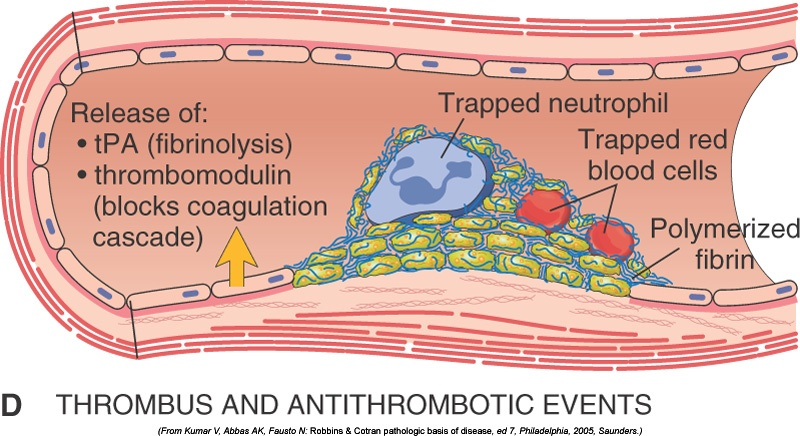 Release of:
• tPA (fibrinolysis)
• thrombomodulin
(blocks coagulation
cascade)
Trapped neutrophil
Trapped red
blood cells
Polymerized
fibrin
D THROMBUS AND ANTITHROMBOTIC EVENTS
(From Kumar V, Abbas AK, Fausto N: Robbins & Cotran pathologic basis of disease, ed 7, Philadelphia, 2005, Saunders.)